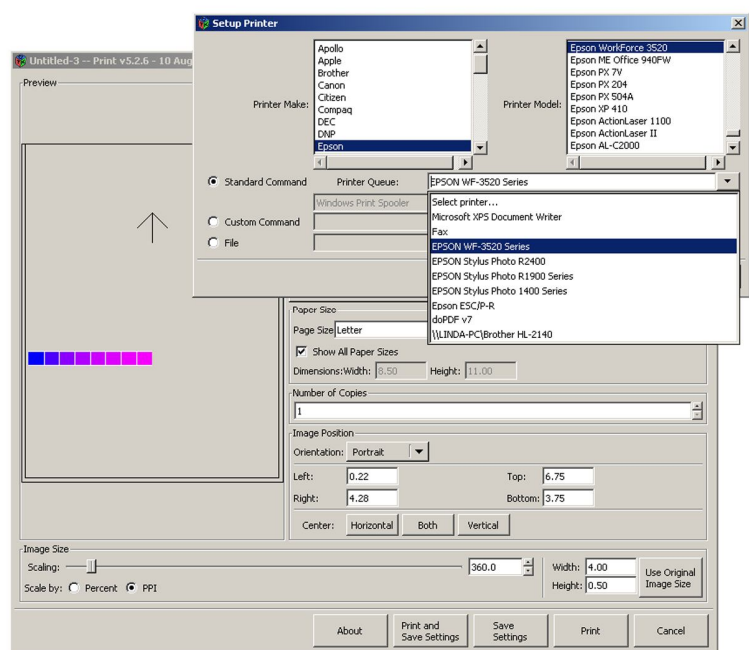 Setup Printer
Untitled-3 -- Print v5.2.6 - 10 Aug
Preview
Printer Make:
Apollo
Apple
Brother
Canon
Citizen
Compaq
DEC
DNP
Epson
Printer Model:
Epson WorkForce 3520
Epson ME Office 940FW
Epson PX 7V
Epson PX 204
Epson PX 504A
Epson XP 410
Epson ActionLaser 1100
Epson ActionLaser II
Epson AL-C2000
Standard Command
Printer Queue:
EPSON WF-3520 Series
Windows Print Spooler
Custom Command
File
Select printer...
Microsoft XPS Document Writer
Fax
EPSON WF-3520 Series
EPSON Stylus Photo R2400
EPSON Stylus Photo R1900 Series
EPSON Stylus Photo 1400 Series
Epson ESC/P-R
doPDF v7
\\LINDA-PC\Brother HL-2140
Paper Size
Page Size Letter
Show All Paper Sizes
Dimensions:Width: 8.50 Height: 11.00
Number of Copies
1
Image Position
Orientation: Portrait
Left: 0.22 Top: 6.75
Right: 4.28 Bottom: 3.75
Center: Horizontal Both Vertical
Image Size
Scaling: 360.0 Width: 4.00
Scale by: Percent PPI Height: 0.50
Use Original
Image Size
About
Print and
Save Settings
Save
Settings
Print
Cancel